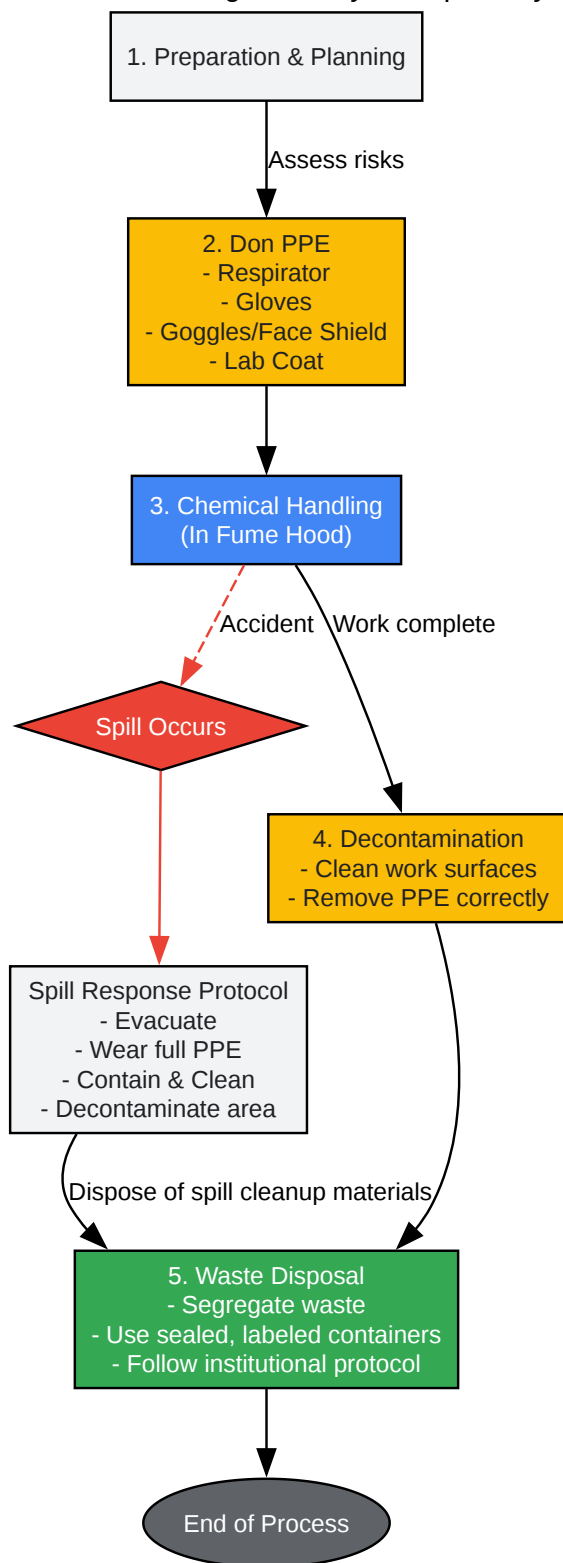 1. Preparation & Planning
Assess risks
2. Don PPE
- Respirator
- Gloves
- Goggles/Face Shield
- Lab Coat
3. Chemical Handling
(In Fume Hood)
Accident
Work complete
Spill Occurs
4. Decontamination
- Clean work surfaces
- Remove PPE correctly
Spill Response Protocol
- Evacuate
- Wear full PPE
- Contain & Clean
- Decontaminate area
Dispose of spill cleanup materials
5. Waste Disposal
- Segregate waste
- Use sealed, labeled containers
- Follow institutional protocol
End of Process